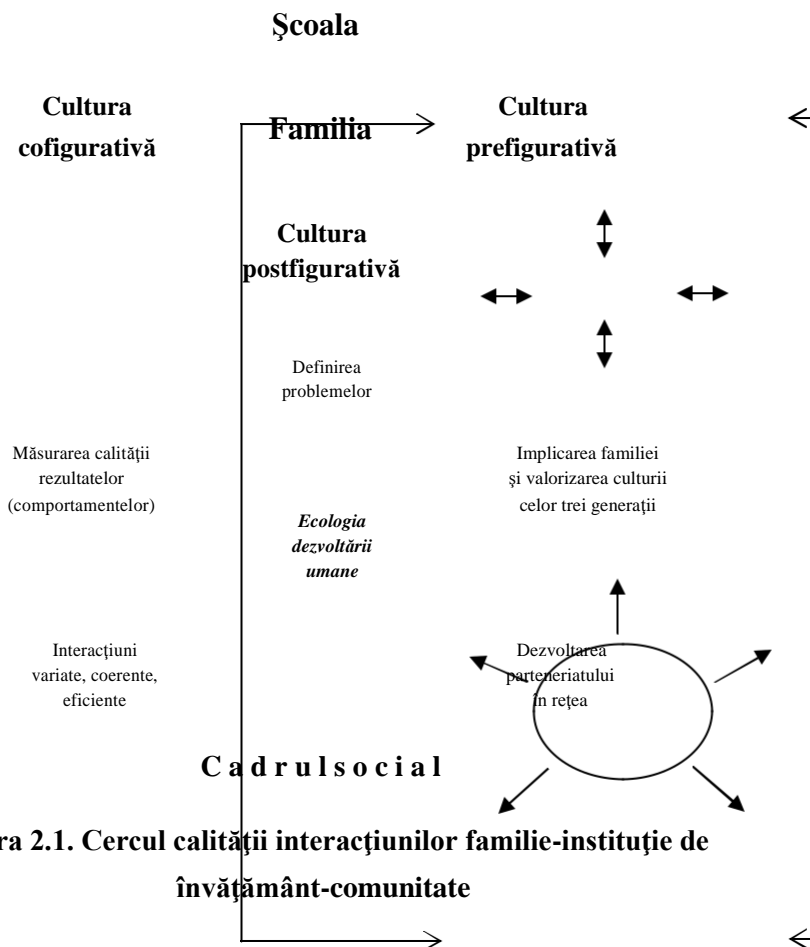 Şcoala
Cultura
cofigurativă
Familia
Cultura
prefigurativă
Cultura
postfigurativă
Definirea
problemelor
Măsurarea calităţii
rezultatelor
(comportamentelor)
Implicarea familiei
şi valorizarea culturii
celor trei generaţii
Ecologia
dezvoltării
umane
Interacţiuni
variate, coerente,
eficiente
Dezvoltarea
parteneriatului
în reţea
C a d r u l s o c i a l
ra 2.1. Cercul calităţii interacţiunilor familie-instituţie de
învăţământ-comunitate